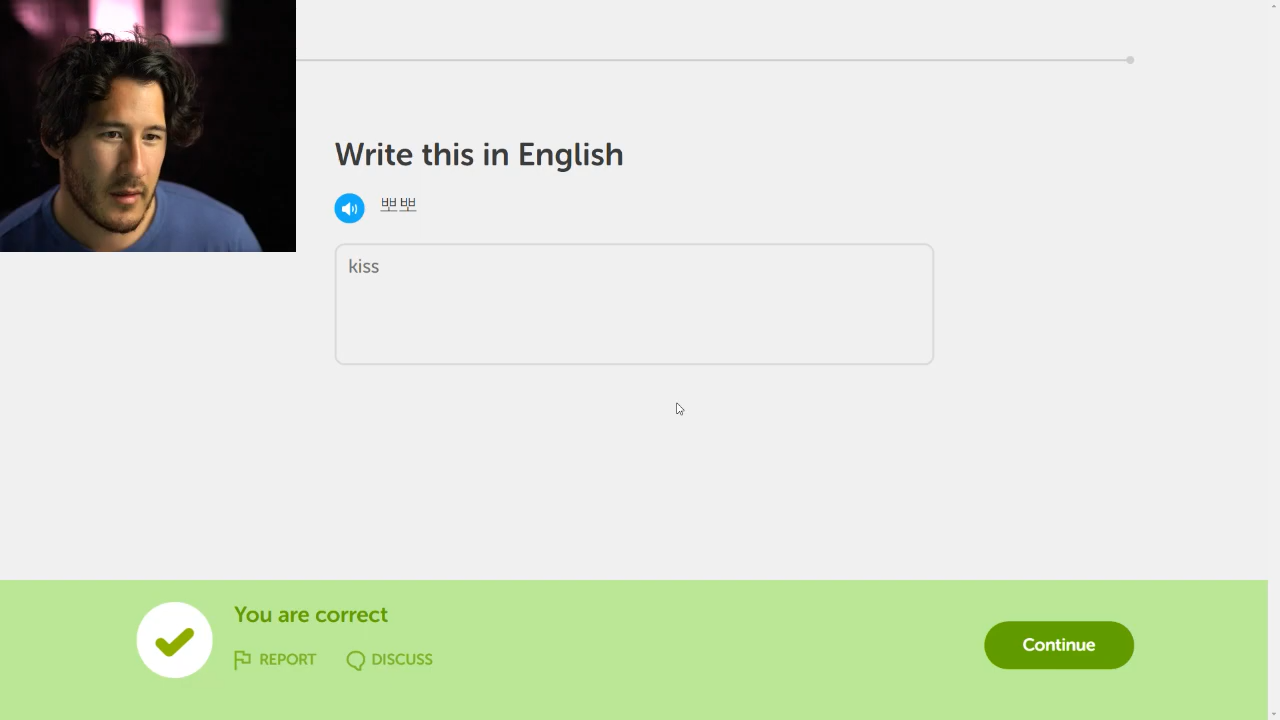 Write this in English
뽀뽀
kiss
You are correct
REPORT
DISCUSS
Continue